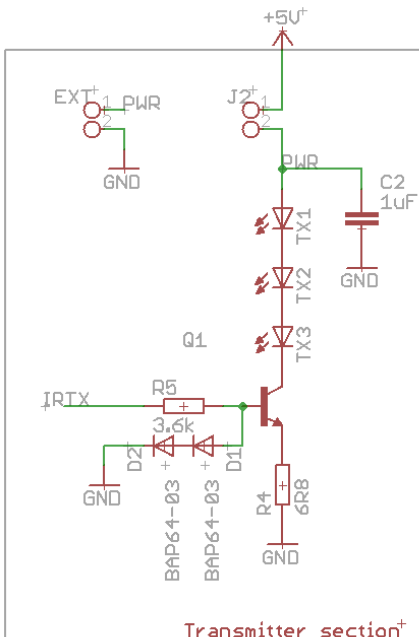 +5V
EXT
1
PWR
2
GND
J2
1
2
PWR
C2
1uF
GND
TX1
TX2
TX3
Q1
IRTX
R5
3.6k
D2
D1
GND
BAP64-03
BAP64-03
R4
6R8
GND
Transmitter section